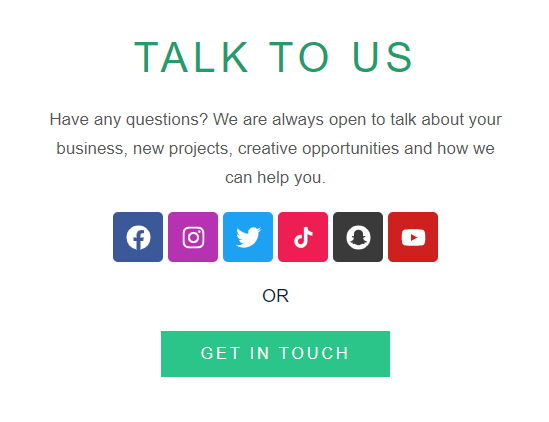 TALK TO US
Have any questions? We are always open to talk about your
business, new projects, creative opportunities and how we
can help you.
OR
GET IN TOUCH